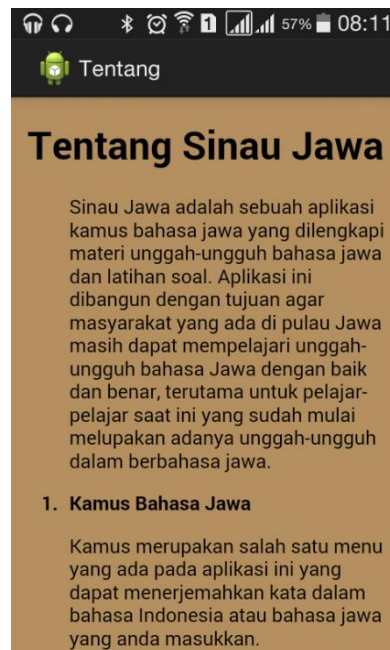 1 57% 08:11
Tentang
Tentang Sinau Jawa
Sinau Jawa adalah sebuah aplikasi
kamus bahasa jawa yang dilengkapi
materi unggah-ungguh bahasa jawa
dan latihan soal. Aplikasi ini
dibangun dengan tujuan agar
masyarakat yang ada di pulau Jawa
masih dapat mempelajari unggah-
ungguh bahasa Jawa dengan baik
dan benar, terutama untuk pelajar-
pelajar saat ini yang sudah mulai
melupakan adanya unggah-ungguh
dalam berbahasa jawa.
1. Kamus Bahasa Jawa
Kamus merupakan salah satu menu
yang ada pada aplikasi ini yang
dapat menerjemahkan kata dalam
bahasa Indonesia atau bahasa jawa
yang anda masukkan.